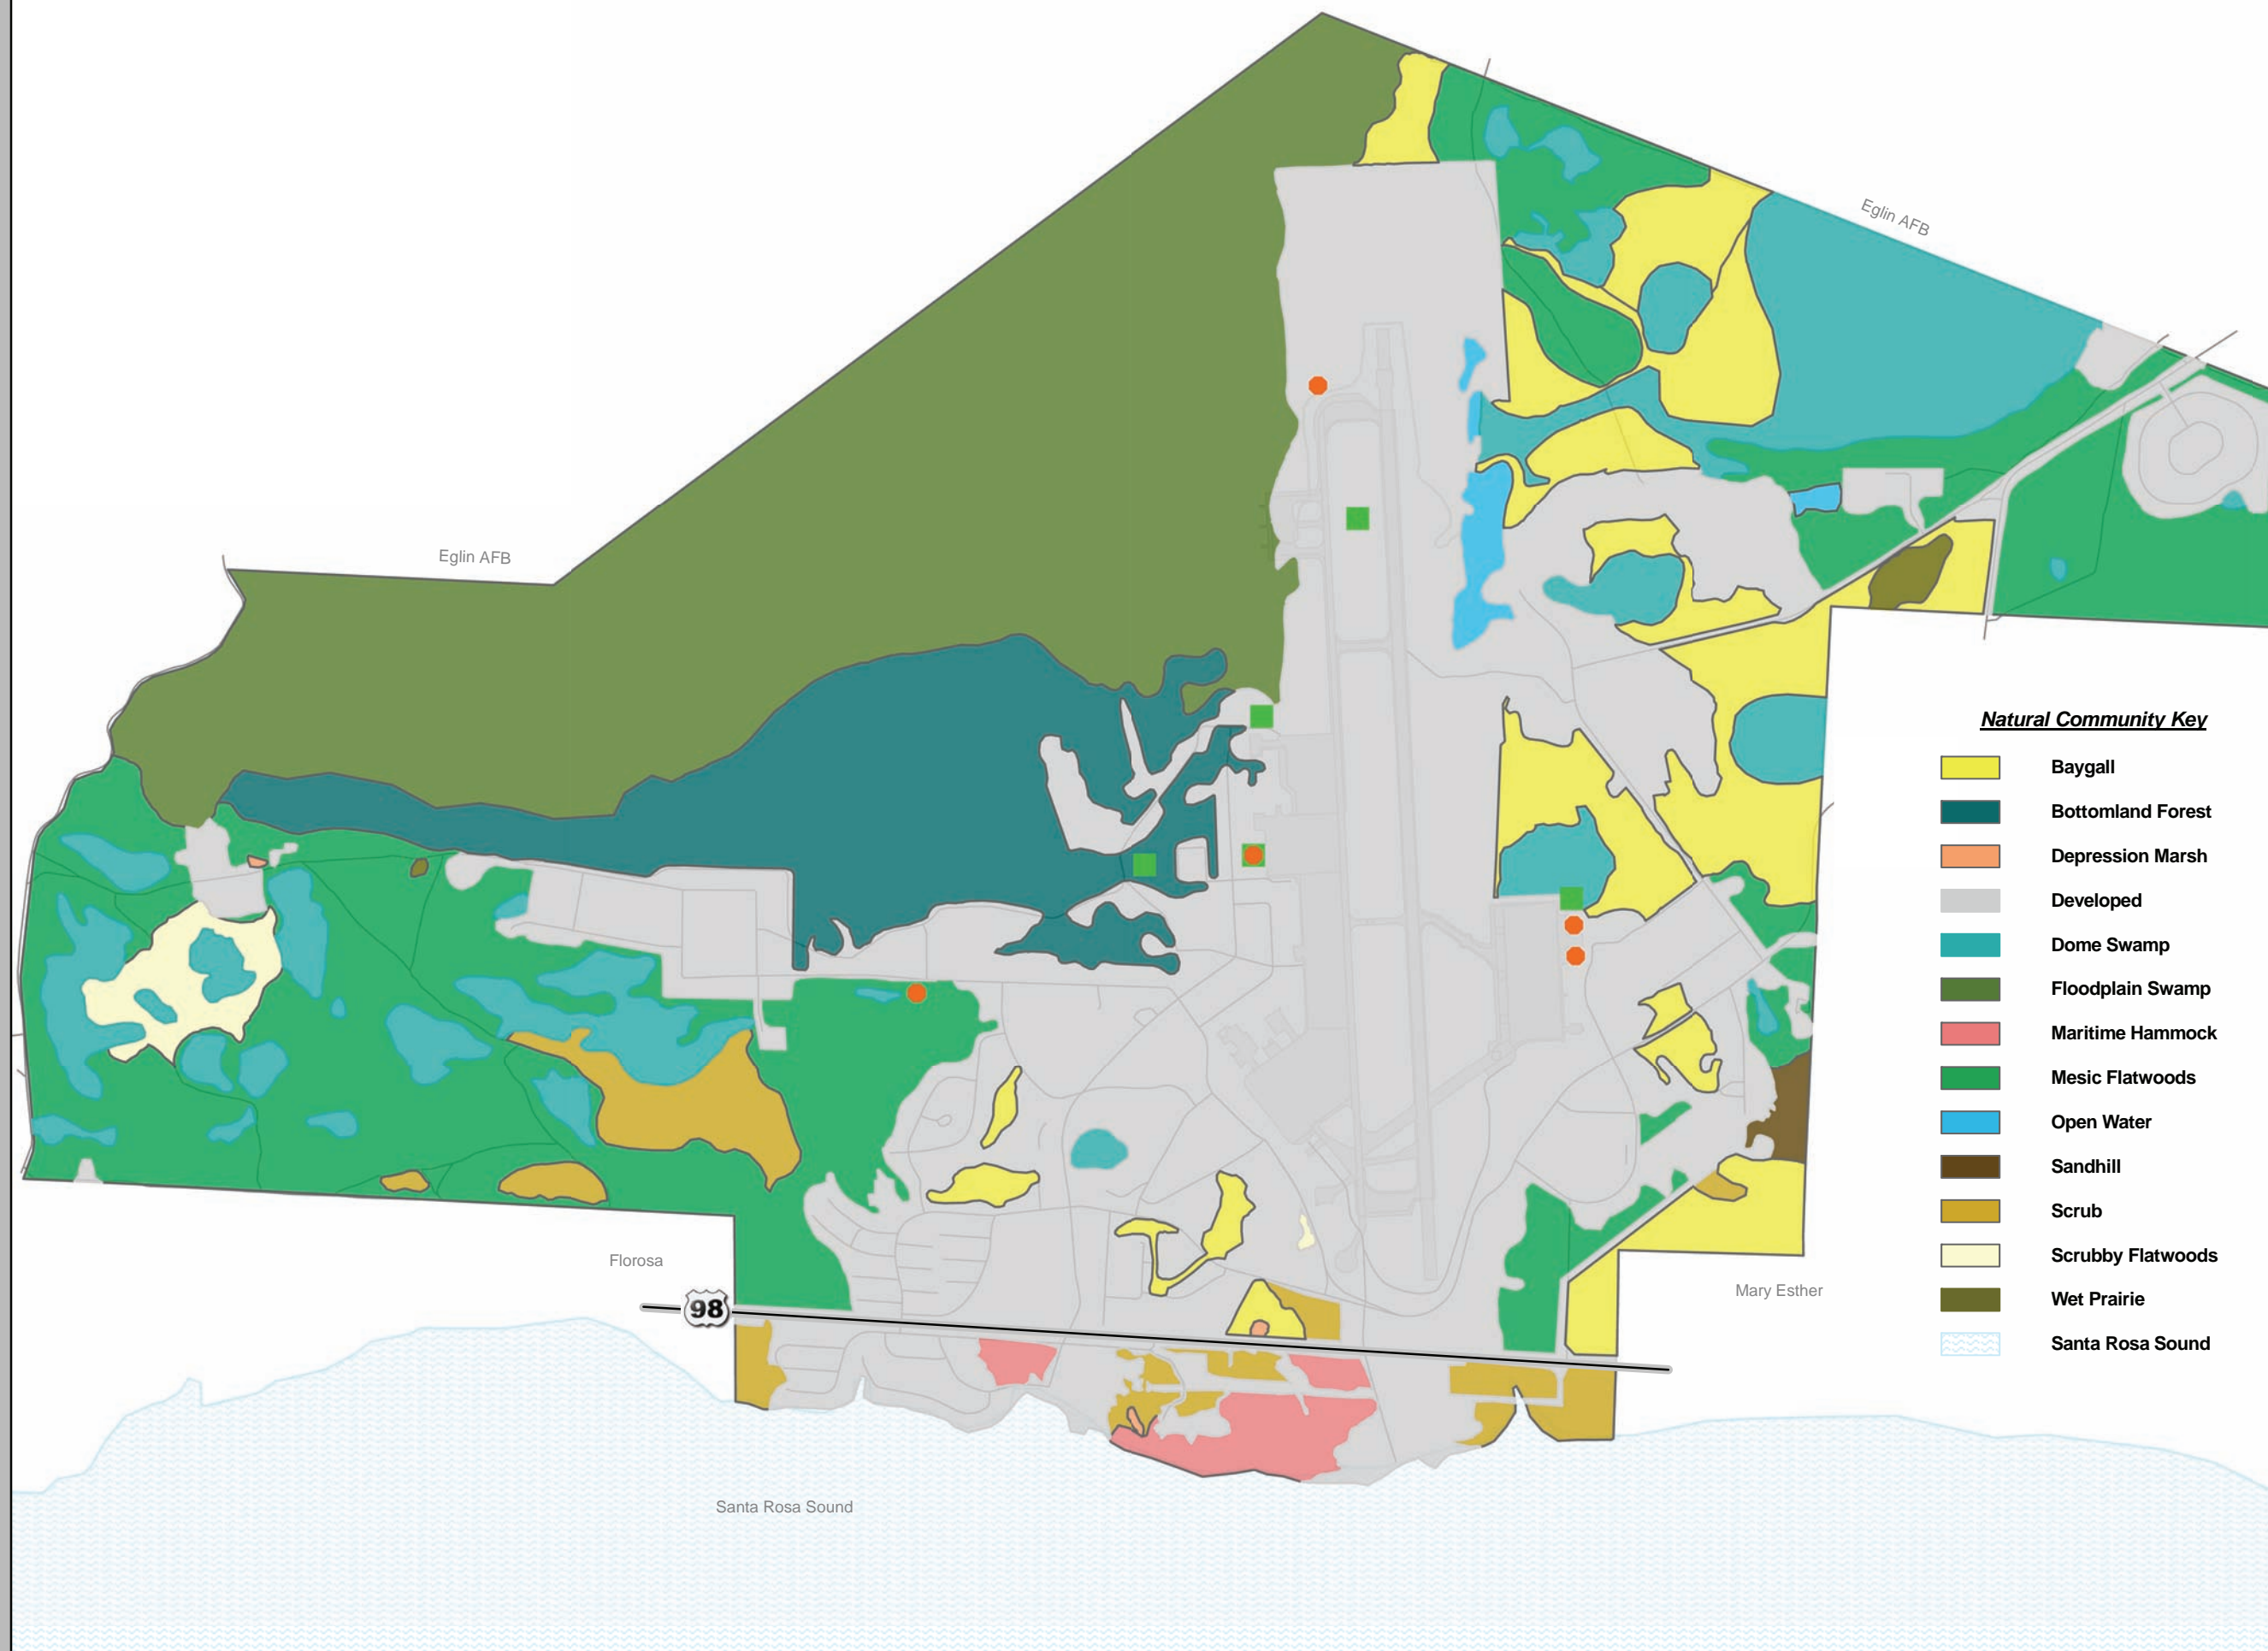 Eglin AFB
Eglin AFB
Natural Community Key
Baygall
Bottomland Forest
Depression Marsh
Developed
Dome Swamp
Floodplain Swamp
Maritime Hammock
Mesic Flatwoods
Open Water
Sandhill
Scrub
Scrubby Flatwoods
Wet Prairie
Santa Rosa Sound
Florosa
98
Mary Esther
Santa Rosa Sound